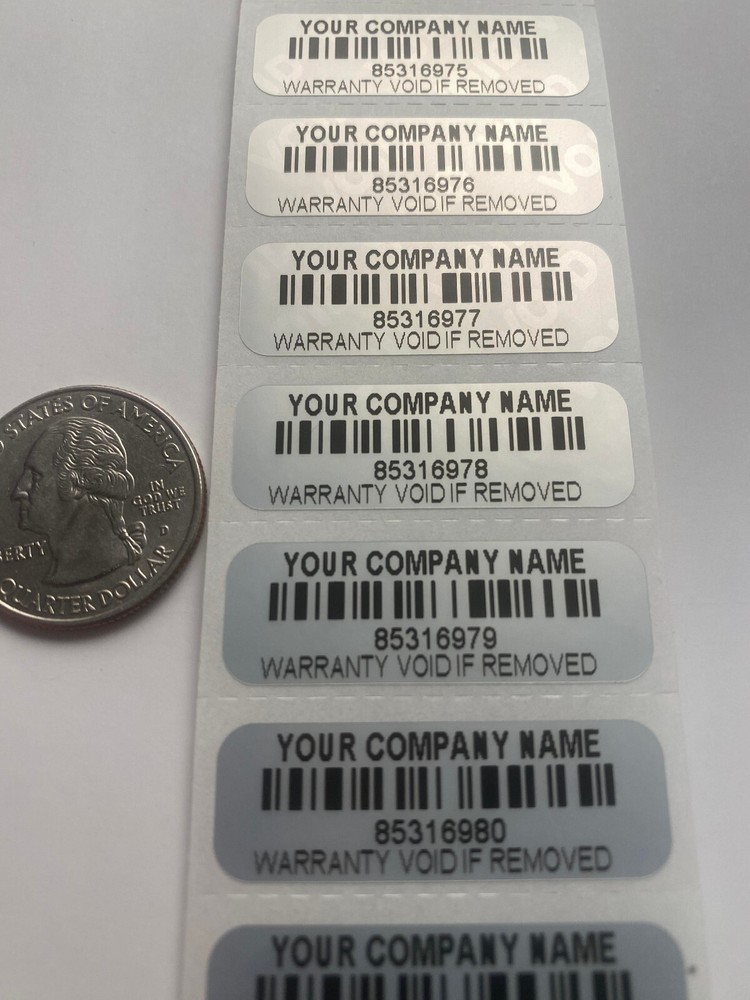 YOUR COMPANY NAME
85316975
WARRANTY VOID IF REMOVED
YOUR COMPANY NAME
85316976
WARRANTY VOID IF REMOVED
YOUR COMPANY NAME
85316977
WARRANTY VOID IF REMOVED
YOUR COMPANY NAME
85316978
WARRANTY VOID IF REMOVED
YOUR COMPANY NAME
85316979
WARRANTY VOID IF REMOVED
YOUR COMPANY NAME
85316980
WARRANTY VOID IF REMOVED
YOUR COMPANY NAME
STATES OF AMERICA
IN
GOD WE
TRUST
D
QUARTER DOLLAR